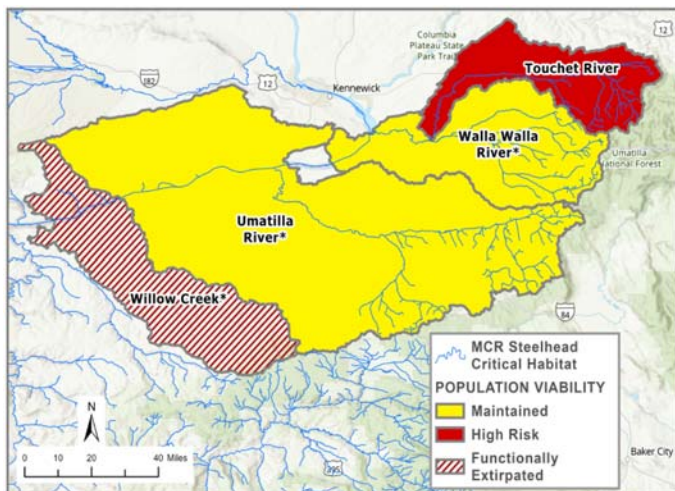 Columbia
Plateau State
Park Trail
12
182
12
Kennewick
Touchet River
Walla Walla
River*
Umatilla
National Forest
Umatilla
River*
Willow Creek*
84
MCR Steelhead
Critical Habitat
POPULATION VIABILITY
Maintained
High Risk
Functionally
Extirpated
N
0 20 40 Miles
395
Baker City